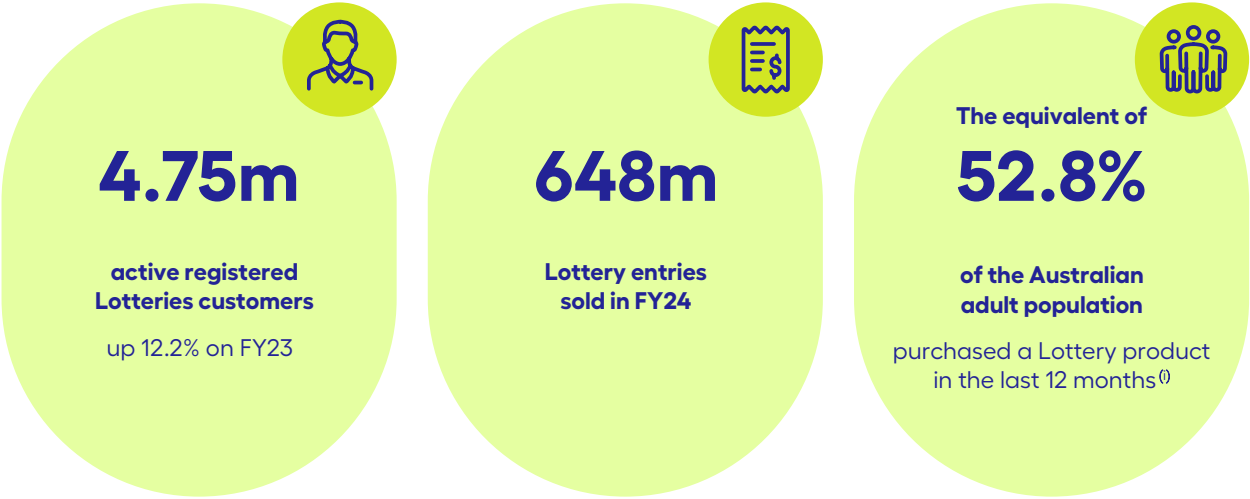 4.75m
active registered
Lotteries customers
up 12.2% on FY23
648m
Lottery entries
sold in FY24
The equivalent of
52.8%
of the Australian
adult population
purchased a Lottery product
in the last 12 months(i)